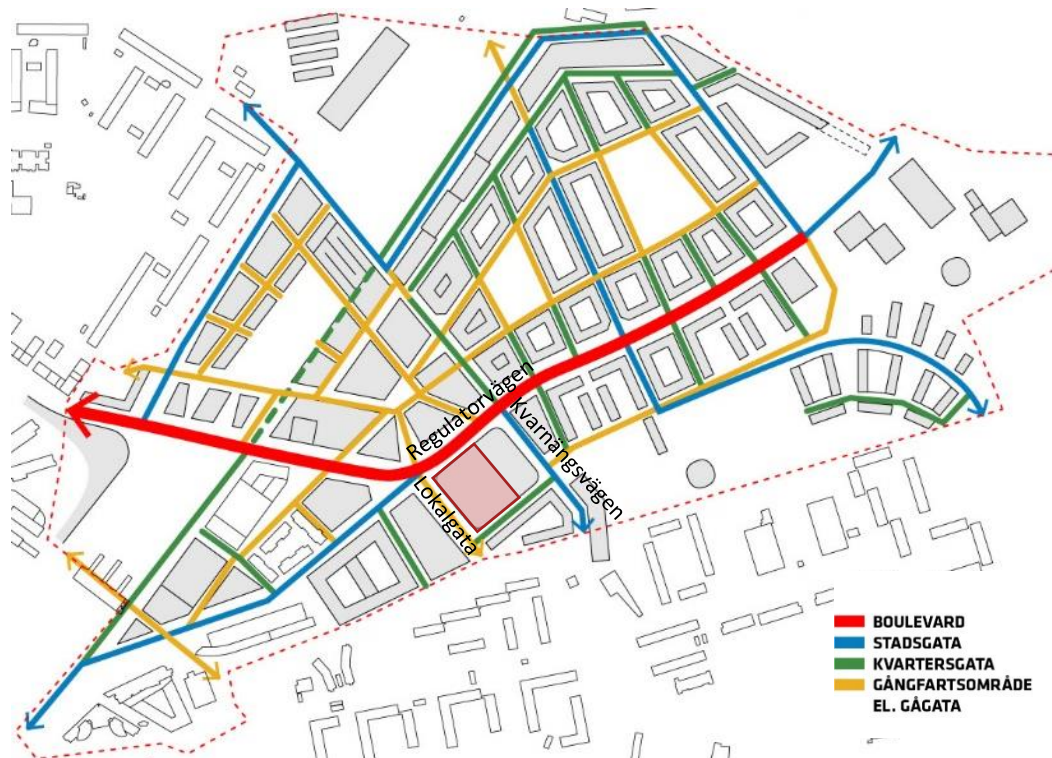 Regulatorvägen
Kvarnängsvägen
Lokalgata
BOULEVARD
STADSGATA
KVARTERSGATA
GÅNGFARTSOMRÅDE
EL. GÅGATA